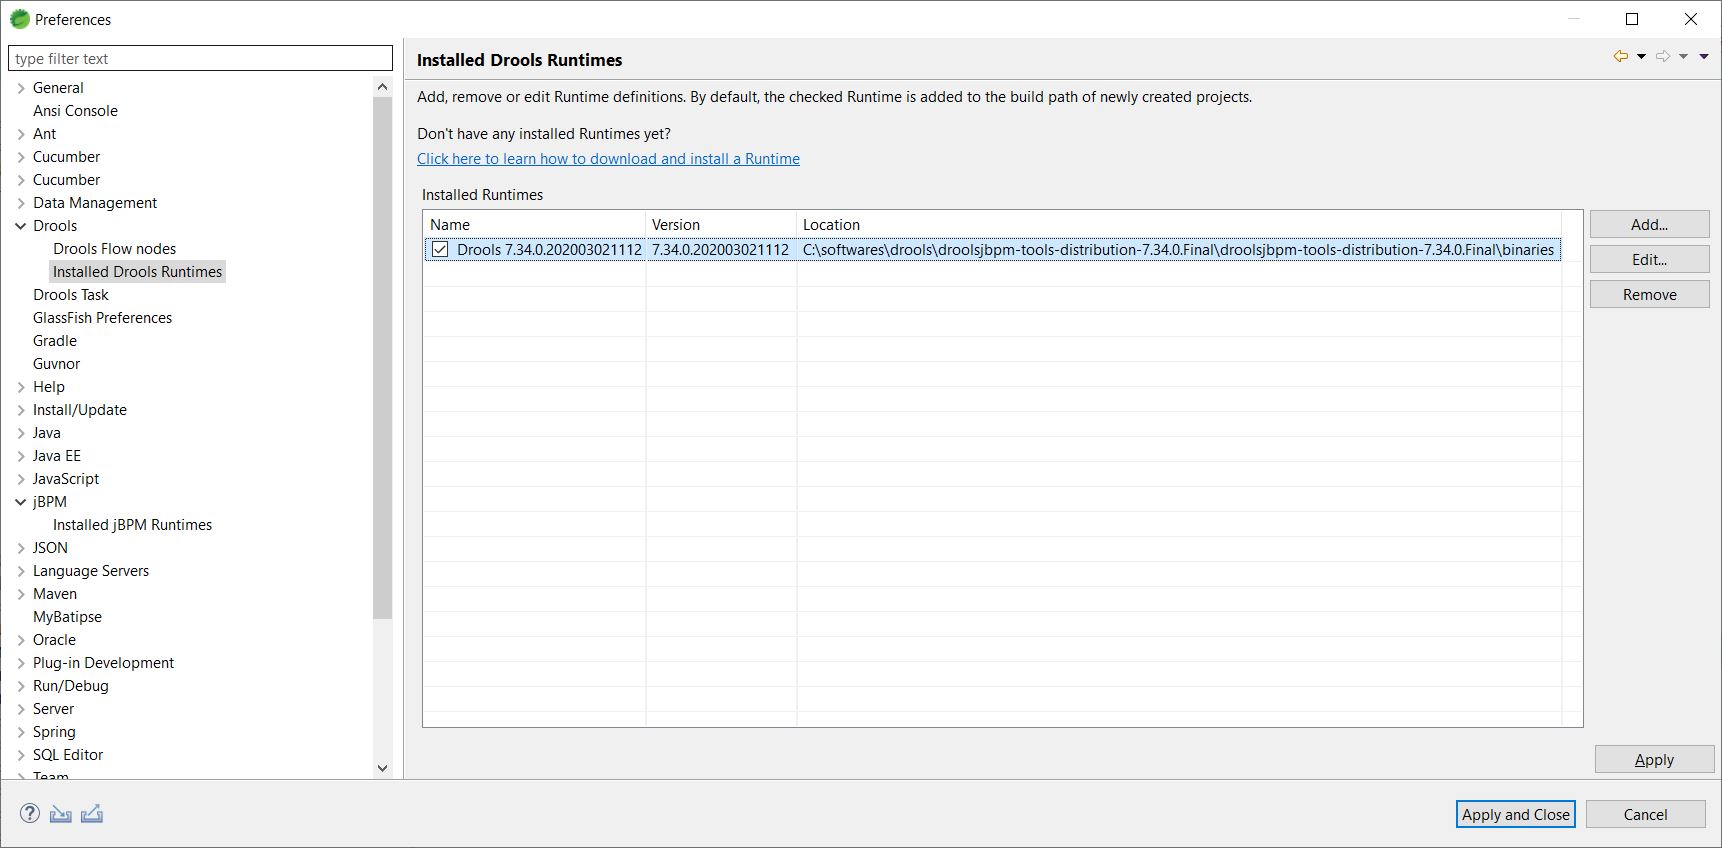 Preferences
type filter text
General
Ansi Console
Ant
Cucumber
Cucumber
Data Management
Drools
Drools Flow nodes
Installed Drools Runtimes
Drools Task
GlassFish Preferences
Gradle
Guvnor
Help
Install/Update
Java
Java EE
JavaScript
jBPM
Installed jBPM Runtimes
JSON
Language Servers
Maven
MyBatipse
Oracle
Plug-in Development
Run/Debug
Server
Spring
SQL Editor
Team
Installed Drools Runtimes
Add, remove or edit Runtime definitions. By default, the checked Runtime is added to the build path of newly created projects.
Don't have any installed Runtimes yet?
Click here to learn how to download and install a Runtime
Installed Runtimes
Name Version Location
Drools 7.34.0.202003021112 7.34.0.202003021112 C:\softwares\drools\droolsjbpm-tools-distribution-7.34.0.Final\droolsjbpm-tools-distribution-7.34.0.Final\binaries
Add...
Edit...
Remove
Apply
Apply and Close Cancel